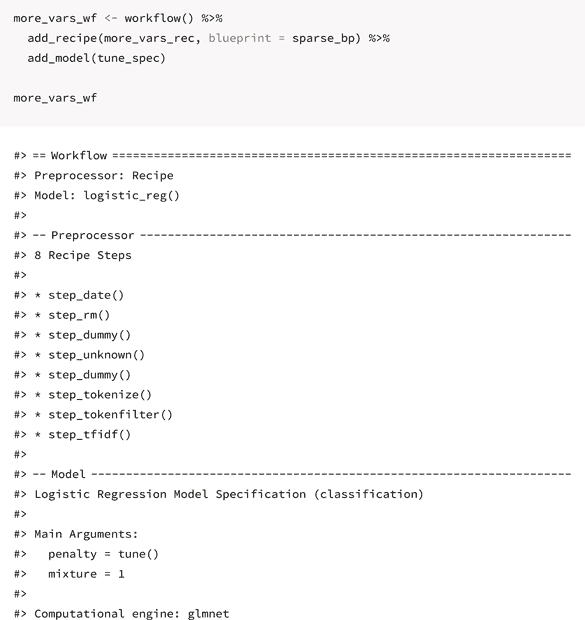 more_vars_wf <- workflow() %>%
  add_recipe(more_vars_rec, blueprint = sparse_bp) %>%
  add_model(tune_spec)

more_vars_wf

#> == Workflow ==================================================================
#> Preprocessor: Recipe
#> Model: logistic_reg()
#>
#> -- Preprocessor --------------------------------------------------------------
#> 8 Recipe Steps
#>
#> * step_date()
#> * step_rm()
#> * step_dummy()
#> * step_unknown()
#> * step_dummy()
#> * step_tokenize()
#> * step_tokenfilter()
#> * step_tfidf()
#>
#> -- Model ---------------------------------------------------------------------
#> Logistic Regression Model Specification (classification)
#>
#> Main Arguments:
#>   penalty = tune()
#>   mixture = 1
#>
#> Computational engine: glmnet